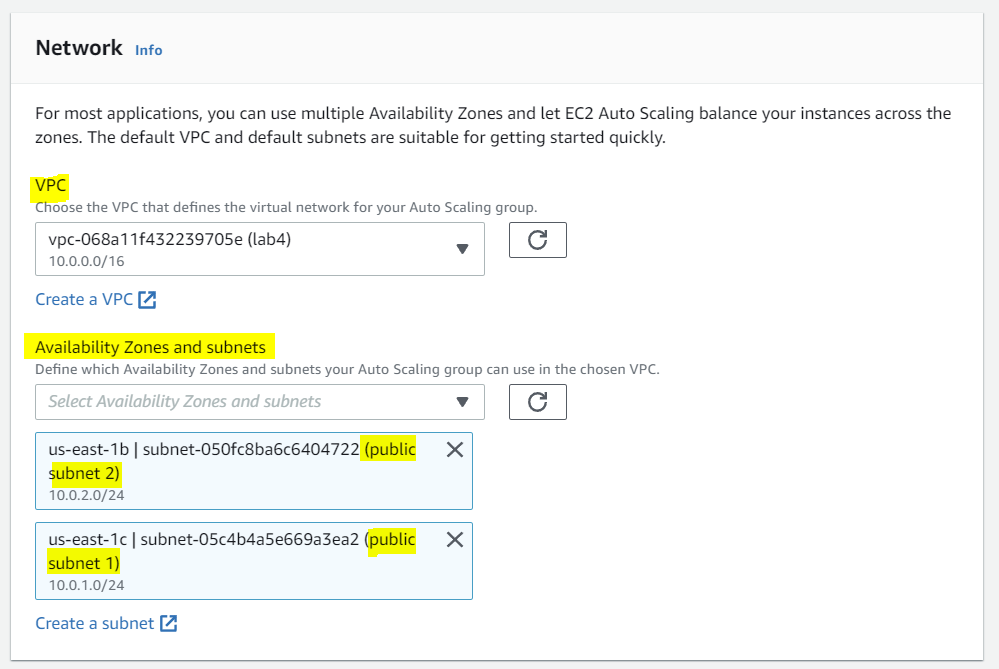 Network Info
For most applications, you can use multiple Availability Zones and let EC2 Auto Scaling balance your instances across the
zones. The default VPC and default subnets are suitable for getting started quickly.
VPC
Choose the VPC that defines the virtual network for your Auto Scaling group.
vpc-068a11f432239705e (lab4)
10.0.0.0/16
Create a VPC
Availability Zones and subnets
Define which Availability Zones and subnets your Auto Scaling group can use in the chosen VPC.
Select Availability Zones and subnets
us-east-1b | subnet-050fc8ba6c6404722 (public
subnet 2)
10.0.2.0/24
us-east-1c | subnet-05c4b4a5e669a3ea2 (public
subnet 1)
10.0.1.0/24
Create a subnet